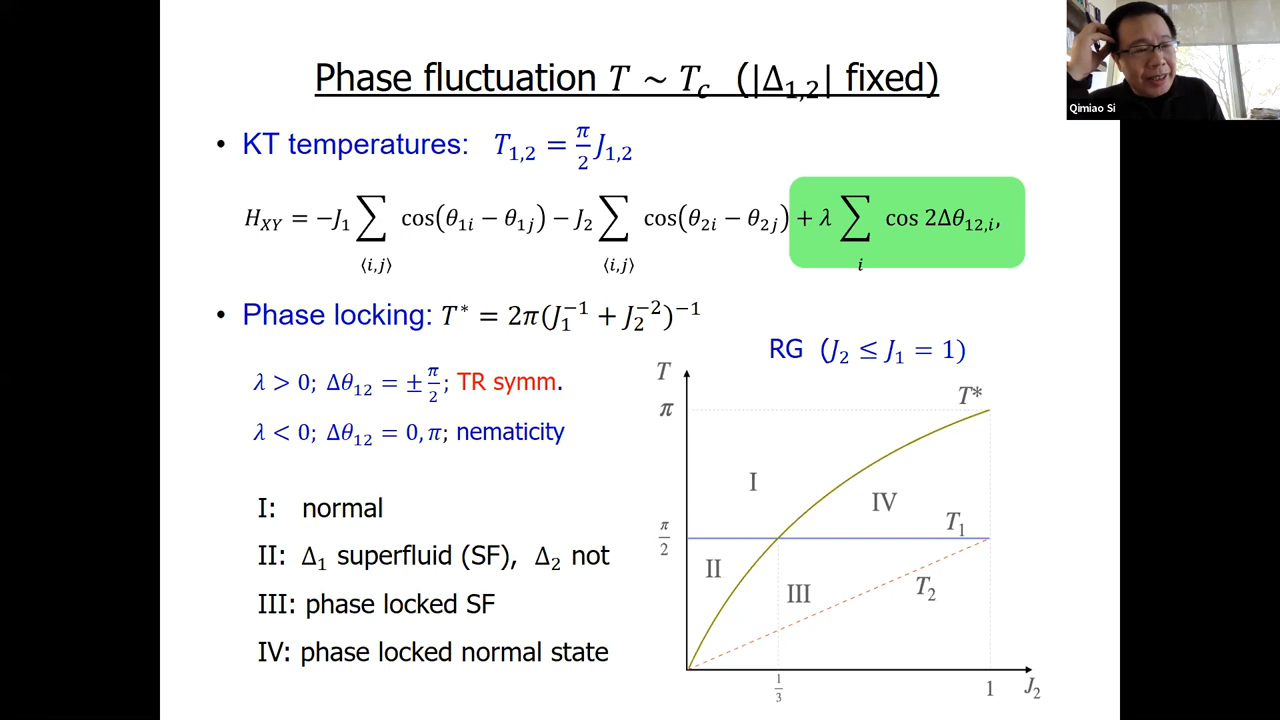 Phase fluctuation T ~ T_c (|Δ_{1,2}| fixed)
Qimiao Si
• KT temperatures: T_{1,2} = π/2 J_{1,2}
H_{XY} = −J_1 ∑_{⟨i,j⟩} cos(θ_{1i} − θ_{1j}) − J_2 ∑_{⟨i,j⟩} cos(θ_{2i} − θ_{2j}) + λ ∑_i cos 2Δθ_{12,i},
• Phase locking: T* = 2π(J_1^{−1} + J_2^{−2})^{−1}
RG (J_2 ≤ J_1 = 1)
λ > 0; Δθ_{12} = ± π/2; TR symm.
λ < 0; Δθ_{12} = 0, π; nematicity
I: normal
II: Δ_1 superfluid (SF), Δ_2 not
III: phase locked SF
IV: phase locked normal state
T
T*
π
I
IV
T_1
π/2
II
III
T_2
1/3
1
J_2